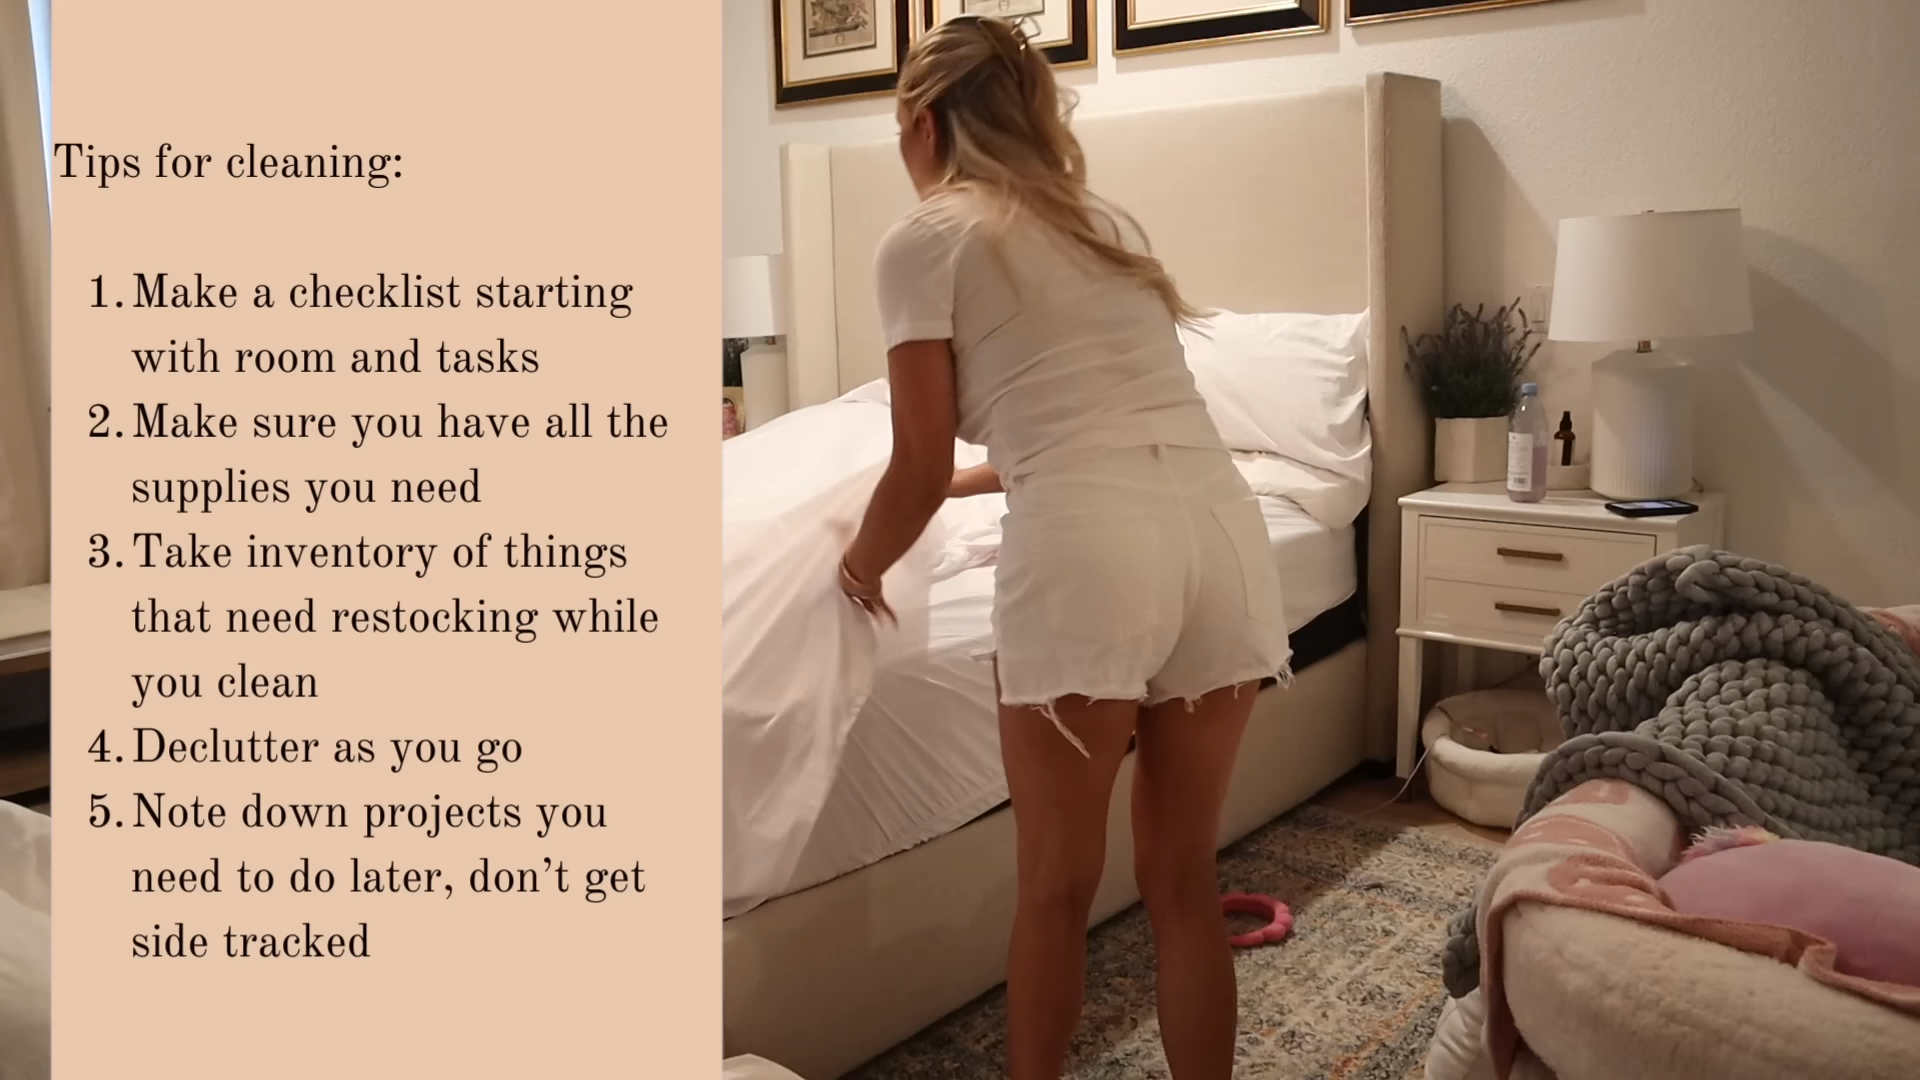 Tips for cleaning:
1. Make a checklist starting
with room and tasks
2. Make sure you have all the
supplies you need
3. Take inventory of things
that need restocking while
you clean
4. Declutter as you go
5. Note down projects you
need to do later, don’t get
side tracked